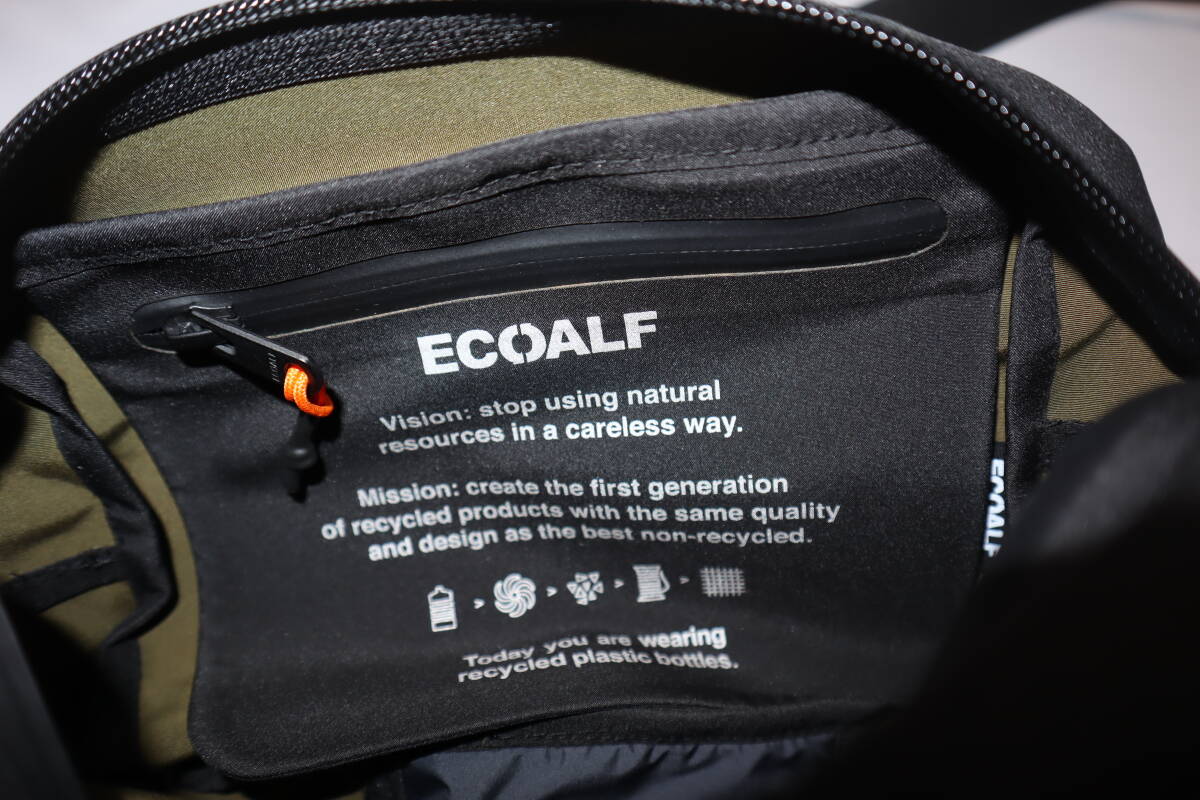 ECOALF
Vision: stop using natural
resources in a careless way.
Mission: create the first generation
of recycled products with the same quality
and design as the best non-recycled.
> > > >
Today you are wearing
recycled plastic bottles.
ECOALF